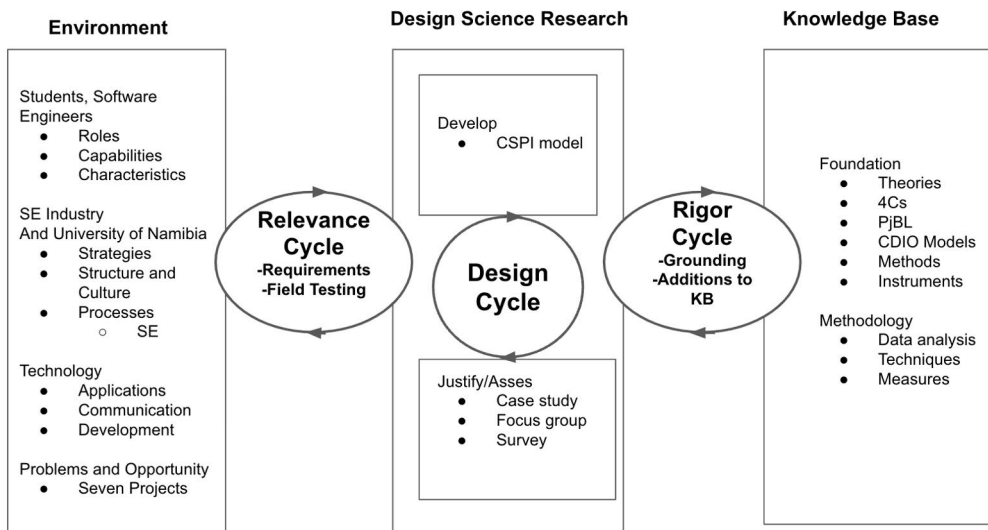 Environment
Students, Software
Engineers
● Roles
● Capabilities
● Characteristics
SE Industry
And University of Namibia
● Strategies
● Structure and
Culture
● Processes
○ SE
Technology
● Applications
● Communication
● Development
Problems and Opportunity
● Seven Projects
Relevance
Cycle
-Requirements
-Field Testing
Design Science Research
Develop
● CSPI model
Design
Cycle
Justify/Asses
● Case study
● Focus group
● Survey
Rigor
Cycle
-Grounding
-Additions to
KB
Knowledge Base
Foundation
● Theories
● 4Cs
● PjBL
● CDIO Models
● Methods
● Instruments
Methodology
● Data analysis
● Techniques
● Measures